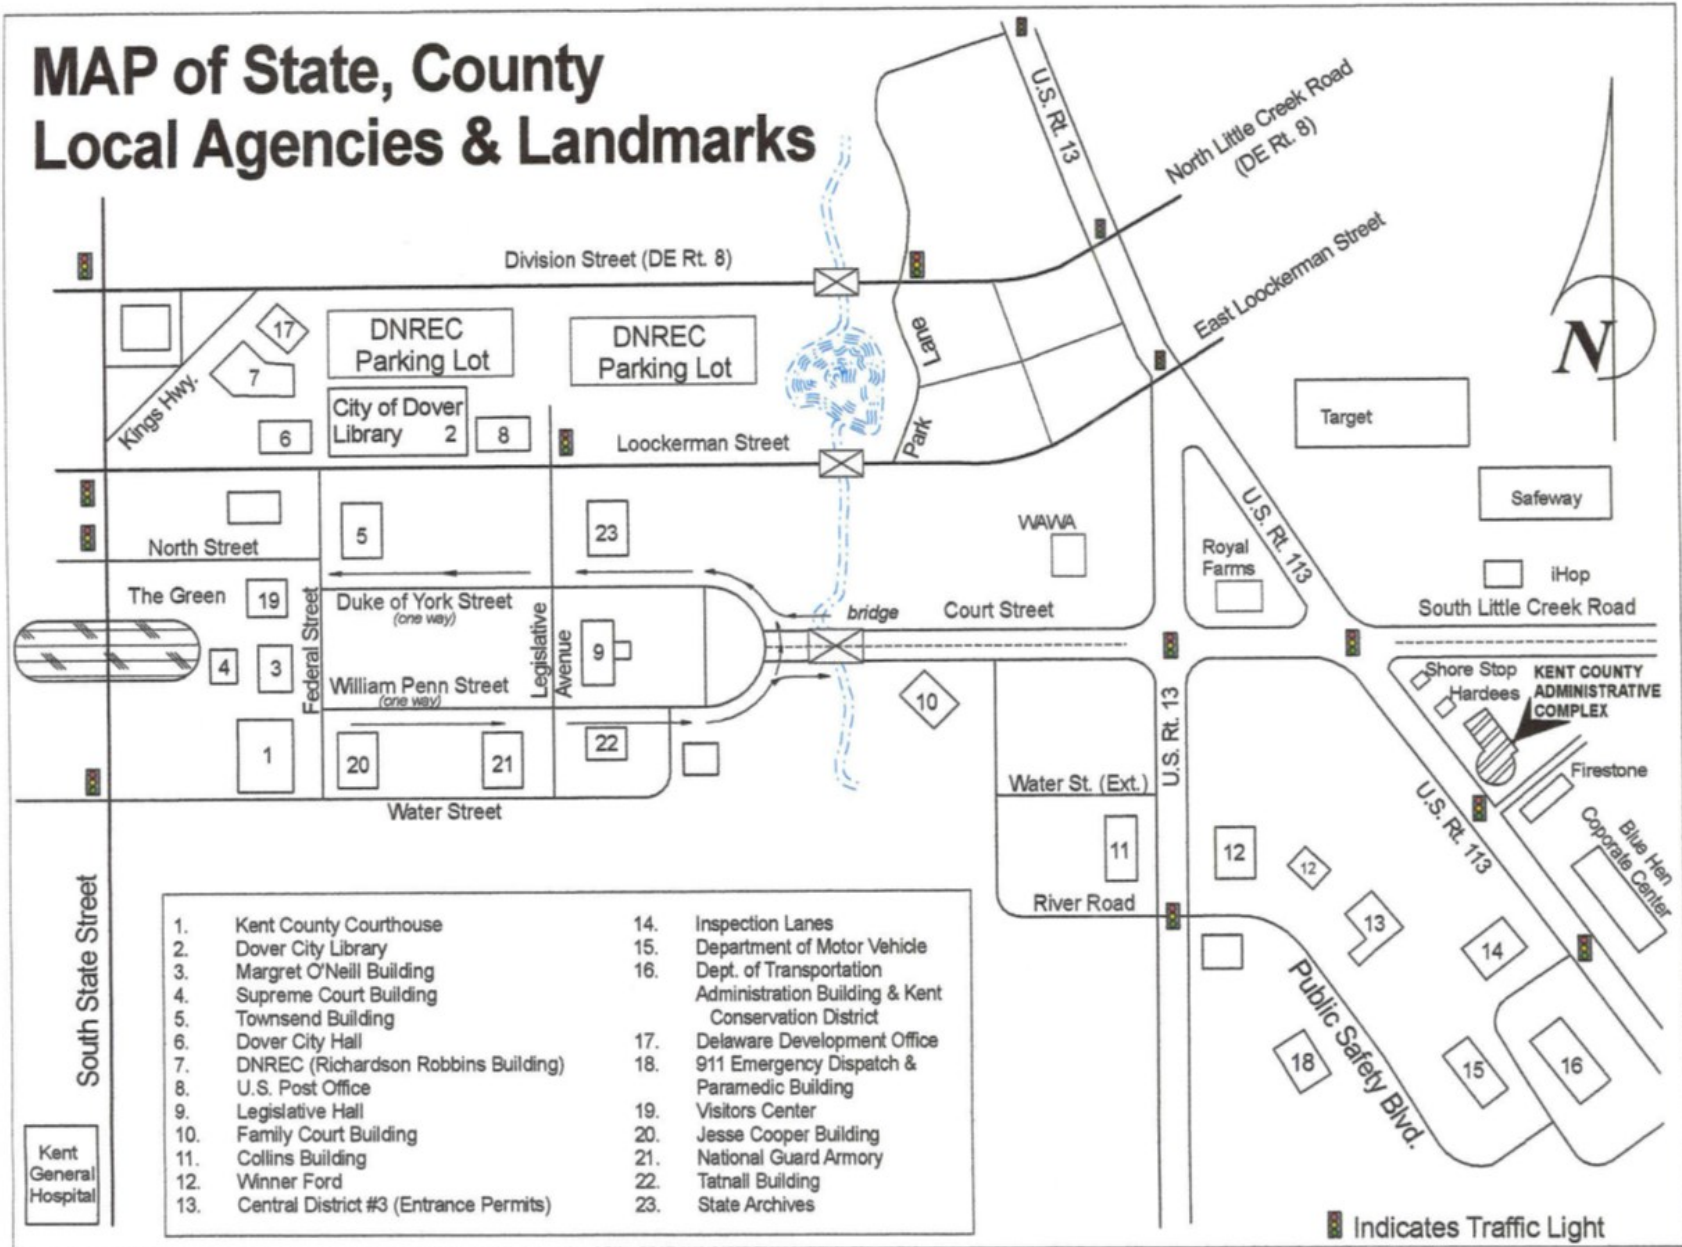 MAP of State, County
Local Agencies & Landmarks
U.S. Rt. 13
North Little Creek Road
(DE Rt. 8)
East Loockerman Street
Division Street (DE Rt. 8)
N
17
DNREC
Parking Lot
DNREC
Parking Lot
Lane
Park
7
Kings Hwy.
City of Dover
Library 2
6
8
Loockerman Street
Target
Safeway
U.S. Rt. 113
North Street
5
23
WAWA
Royal
Farms
iHop
The Green
19
Federal Street
Duke of York Street
(one way)
Legislative
Avenue
bridge
Court Street
South Little Creek Road
4
3
9
William Penn Street
(one way)
10
Shore Stop
Hardees
KENT COUNTY
ADMINISTRATIVE
COMPLEX
1
20
21
22
U.S. Rt. 13
Water St. (Ext.)
Firestone
Water Street
U.S. Rt. 113
Blue Hen
Coporate Center
11
12
12
River Road
13
14
South State Street
Public Safety Blvd.
18
15
16
1. Kent County Courthouse
2. Dover City Library
3. Margret O'Neill Building
4. Supreme Court Building
5. Townsend Building
6. Dover City Hall
7. DNREC (Richardson Robbins Building)
8. U.S. Post Office
9. Legislative Hall
10. Family Court Building
11. Collins Building
12. Winner Ford
13. Central District #3 (Entrance Permits)
14. Inspection Lanes
15. Department of Motor Vehicle
16. Dept. of Transportation
Administration Building & Kent
Conservation District
17. Delaware Development Office
18. 911 Emergency Dispatch &
Paramedic Building
19. Visitors Center
20. Jesse Cooper Building
21. National Guard Armory
22. Tatnall Building
23. State Archives
Kent
General
Hospital
Indicates Traffic Light